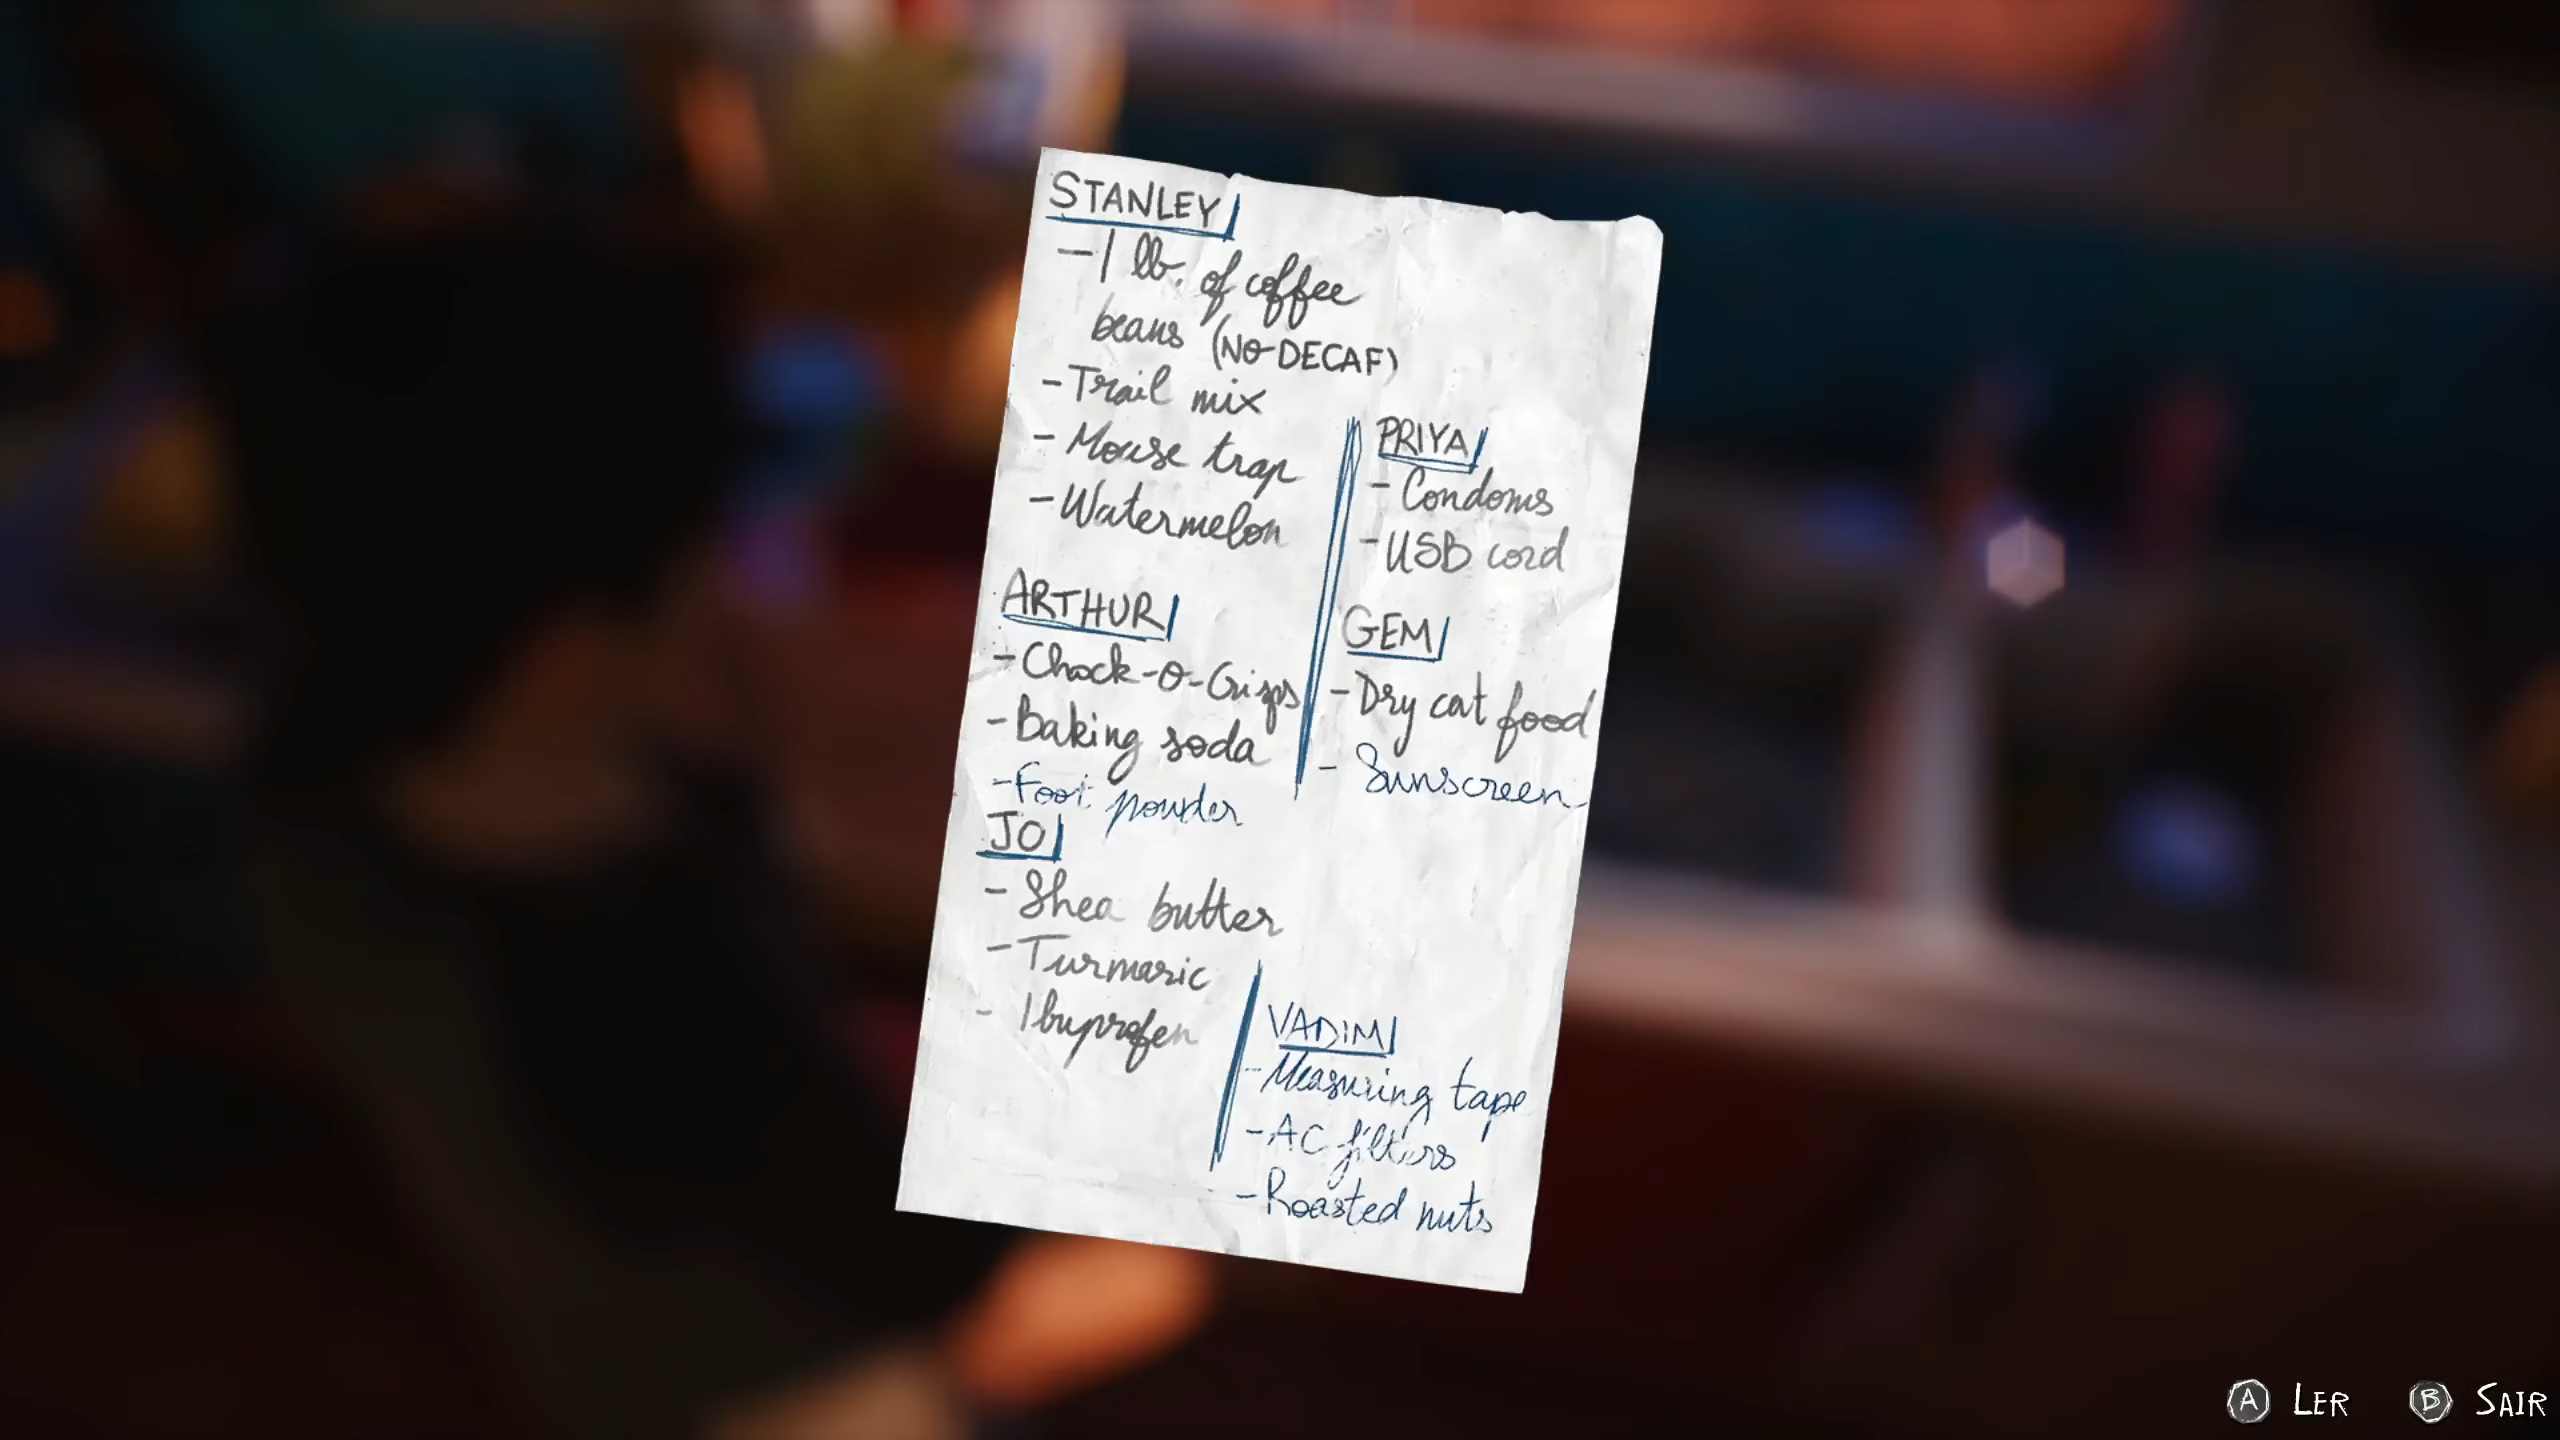 STANLEY
- 1 lb. of coffee
beans (NO DECAF)
- Trail mix
- Mouse trap
- Watermelon
ARTHUR
- Chock-O-Crisps
- Baking soda
- Foot powder
JO
- Shea butter
- Turmeric
- Ibuprofen
PRIYA
- Condoms
- USB cord
GEM
- Dry cat food
- Sunscreen
VADIM
- Measuring tape
- AC filters
- Roasted nuts
A LER B SAIR